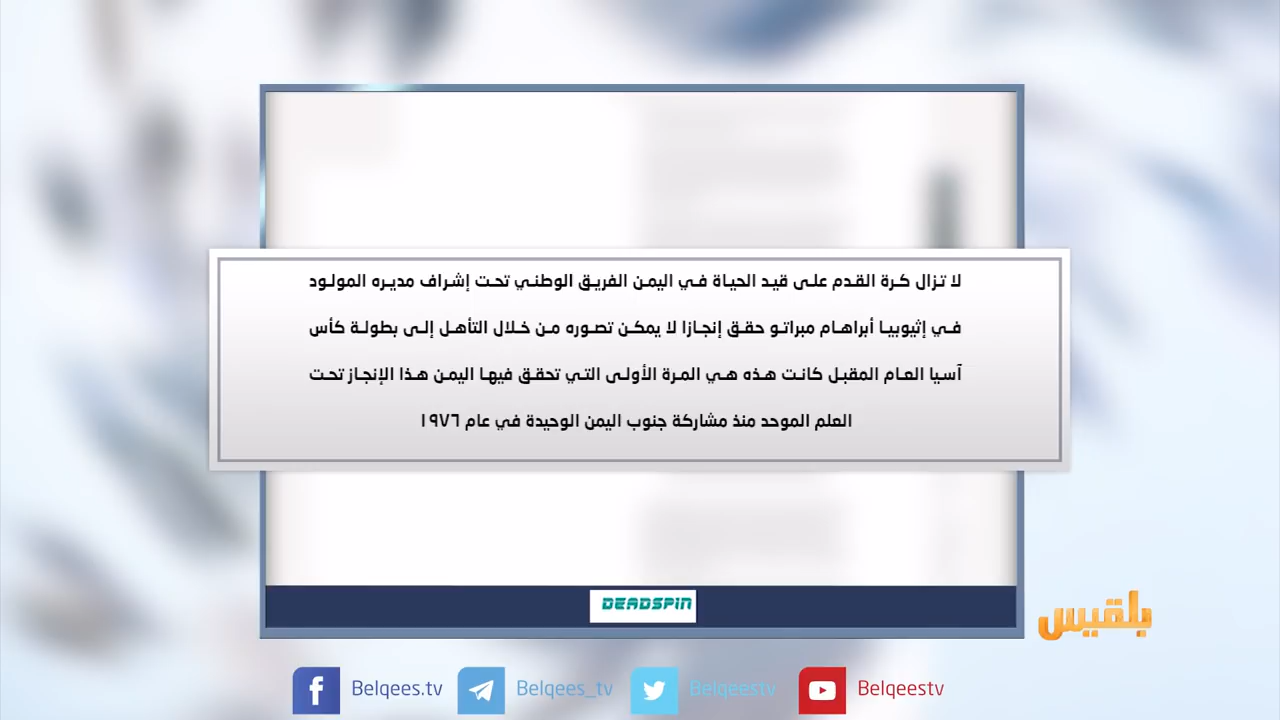 لا تزال كرة القدم على قيد الحياة في اليمن الفريق الوطني تحت إشراف مديره المولود
في إثيوبيا أبراهام مبراتو حقق إنجازا لا يمكن تصوره من خلال التأهل إلى بطولة كأس
آسيا العام المقبل كانت هذه هي المرة الأولى التي تحقق فيها اليمن هذا الإنجاز تحت
العلم الموحد منذ مشاركة جنوب اليمن الوحيدة في عام ١٩٧٦
DEADSPIN
بلقيس
Belqees.tv Belqees_tv Belqeestv Belqeestv